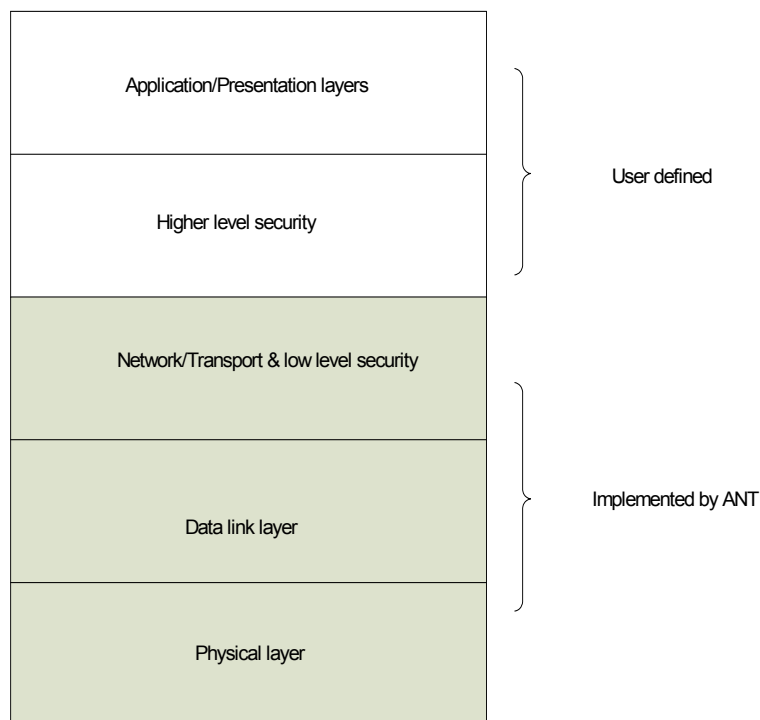 Application/Presentation layers
User defined
Higher level security
Network/Transport & low level security
Implemented by ANT
Data link layer
Physical layer